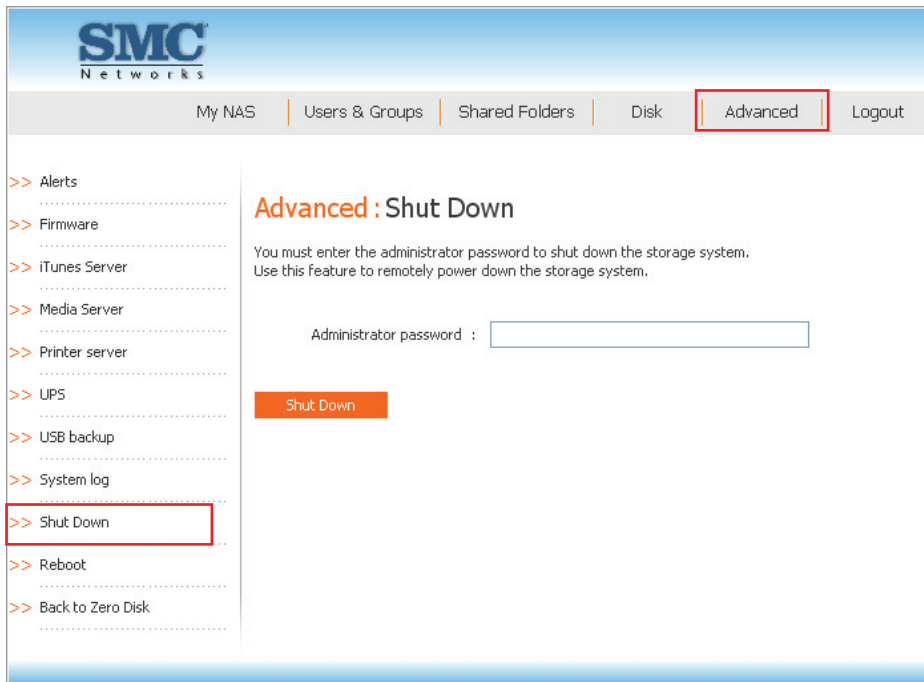 SMC
Networks
My NAS Users & Groups Shared Folders Disk Advanced Logout
>> Alerts
>> Firmware
>> iTunes Server
>> Media Server
>> Printer server
>> UPS
>> USB backup
>> System log
>> Shut Down
>> Reboot
>> Back to Zero Disk
Advanced : Shut Down
You must enter the administrator password to shut down the storage system.
Use this feature to remotely power down the storage system.
Administrator password :
Shut Down